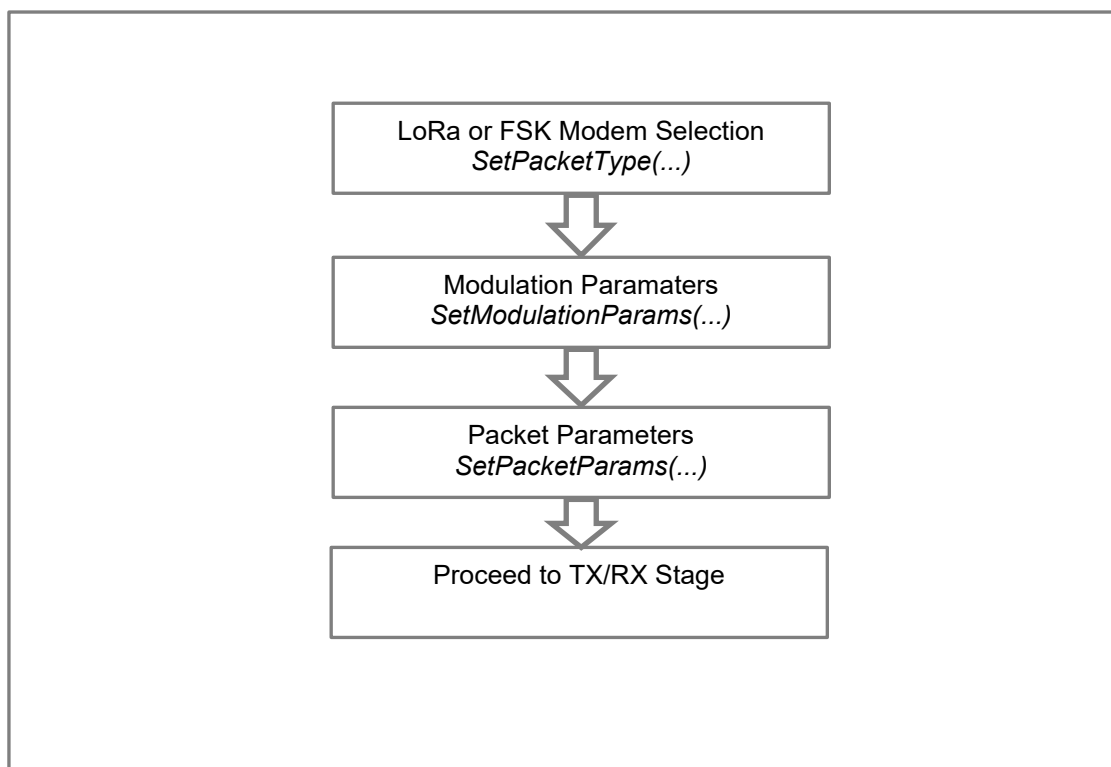 LoRa or FSK Modem Selection
SetPacketType(...)
Modulation Paramaters
SetModulationParams(...)
Packet Parameters
SetPacketParams(...)
Proceed to TX/RX Stage